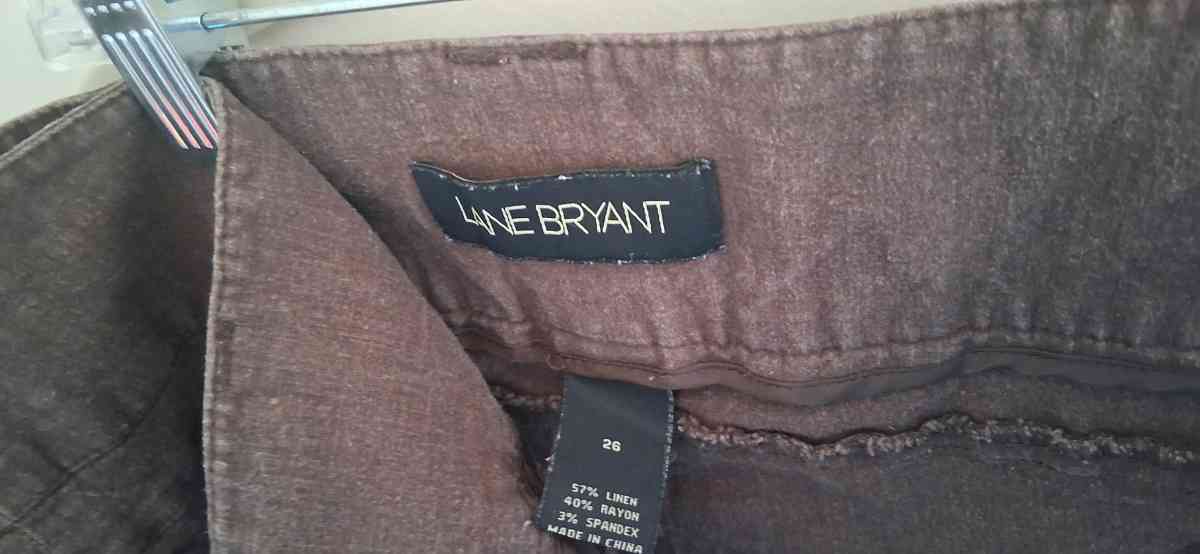 LANE BRYANT
26
57% LINEN
40% RAYON
3% SPANDEX
MADE IN CHINA